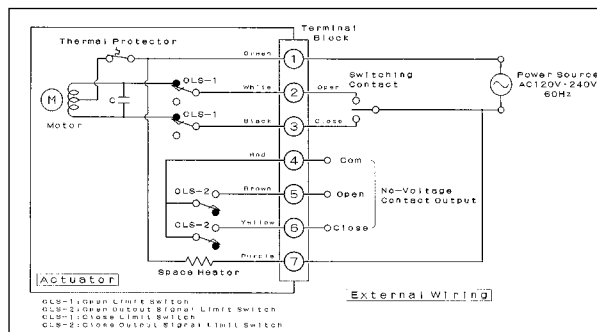 Terminal
Block
Thermal Protector
Green
1
Switching
Contact
Power Source
AC120V-240V
60Hz
OLS-1
White
2
Open
M
C
Motor
CLS-1
Black
3
Close
Red
4
Com
OLS-2
Brown
5
Open
No-Voltage
Contact Output
CLS-2
Yellow
6
Close
Purple
7
Space Heater
Actuator
External Wiring
OLS-1:Open Limit Switch
OLS-2:Open Output Signal Limit Switch
CLS-1:Close Limit Switch
CLS-2:Close Output Signal Limit Switch